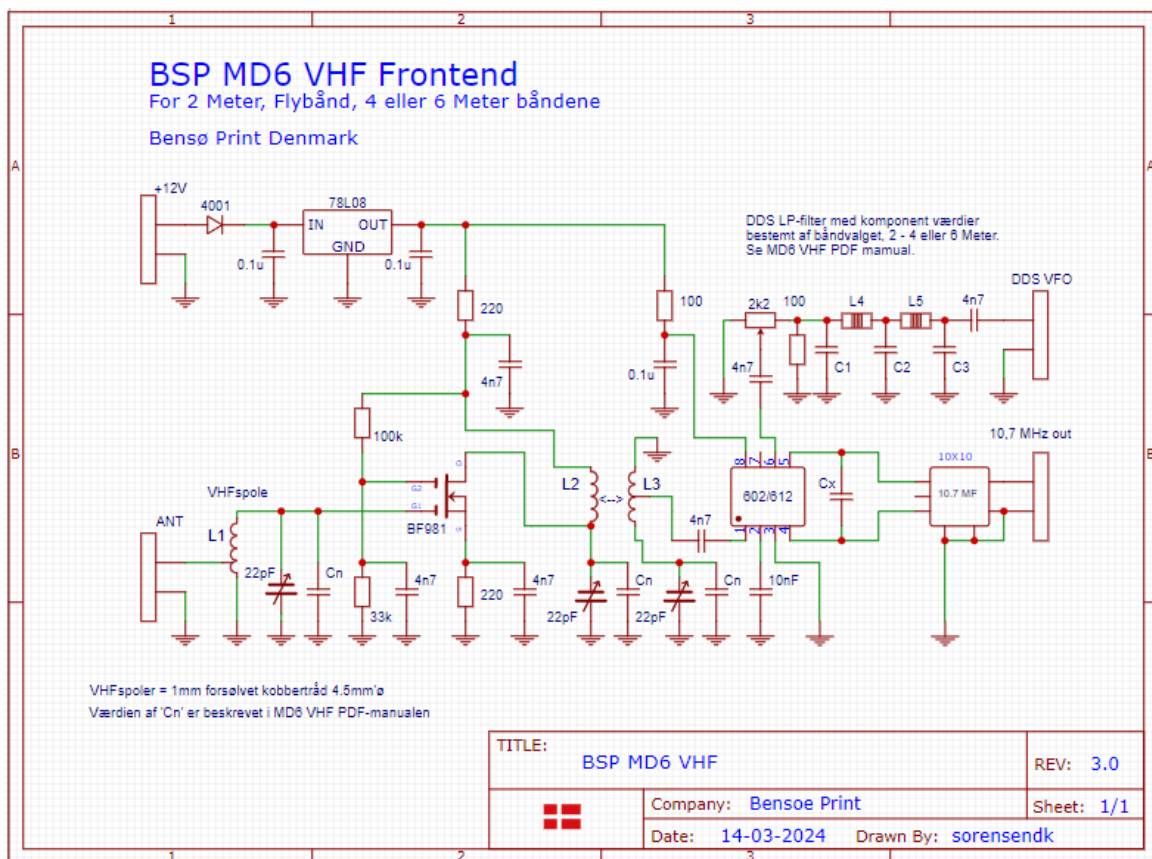 1 2 3
BSP MD6 VHF Frontend
For 2 Meter, Flybånd, 4 eller 6 Meter båndene
Bensø Print Denmark
A A
+12V
4001
78L08
IN OUT
GND
0.1u
0.1u
DDS LP-filter med komponent værdier
bestemt af båndvalget, 2 - 4 eller 6 Meter.
Se MD6 VHF PDF mamual.
DDS VFO
220
100
2k2
100
L4
L5
4n7
4n7
0.1u
4n7
C1
C2
C3
100k
10,7 MHz out
B B
VHFspole
ANT
L1
22pF
Cn
G2
G1
D
S
BF981
L2
<-->
L3
8 7 6 5
602/612
1 2 3 4
Cx
10X10
10.7 MF
4n7
33k
4n7
220
4n7
22pF
Cn
22pF
Cn
10nF
VHFspoler = 1mm forsølvet kobbertråd 4.5mm'ø
Værdien af 'Cn' er beskrevet i MD6 VHF PDF-manualen
TITLE:
BSP MD6 VHF
REV: 3.0
Company: Bensoe Print
Sheet: 1/1
Date: 14-03-2024 Drawn By: sorensendk
1 2 3